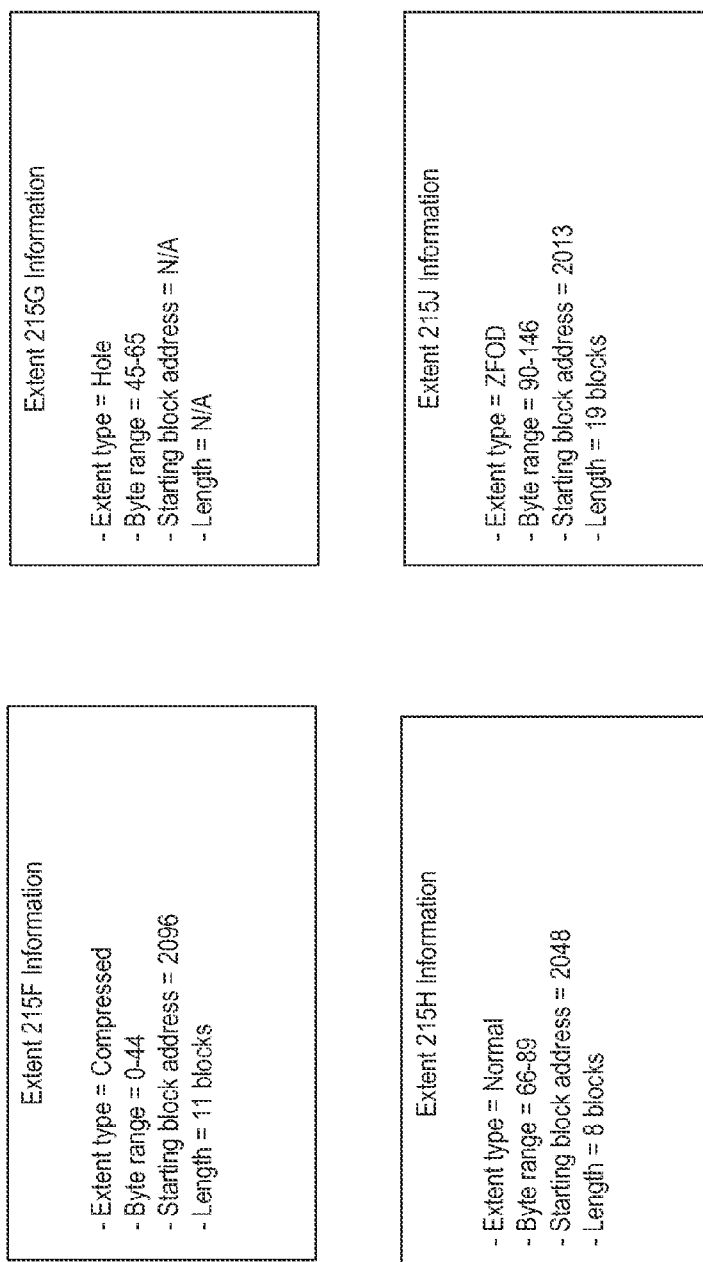 Extent 215F Information
- Extent type = Compressed
- Byte range = 0-44
- Starting block address = 2096
- Length = 11 blocks
Extent 215G Information
- Extent type = Hole
- Byte range = 45-65
- Starting block address = N/A
- Length = N/A
Extent 215H Information
- Extent type = Normal
- Byte range = 66-89
- Starting block address = 2048
- Length = 8 blocks
Extent 215J Information
- Extent type = ZFOD
- Byte range = 90-146
- Starting block address = 2013
- Length = 19 blocks